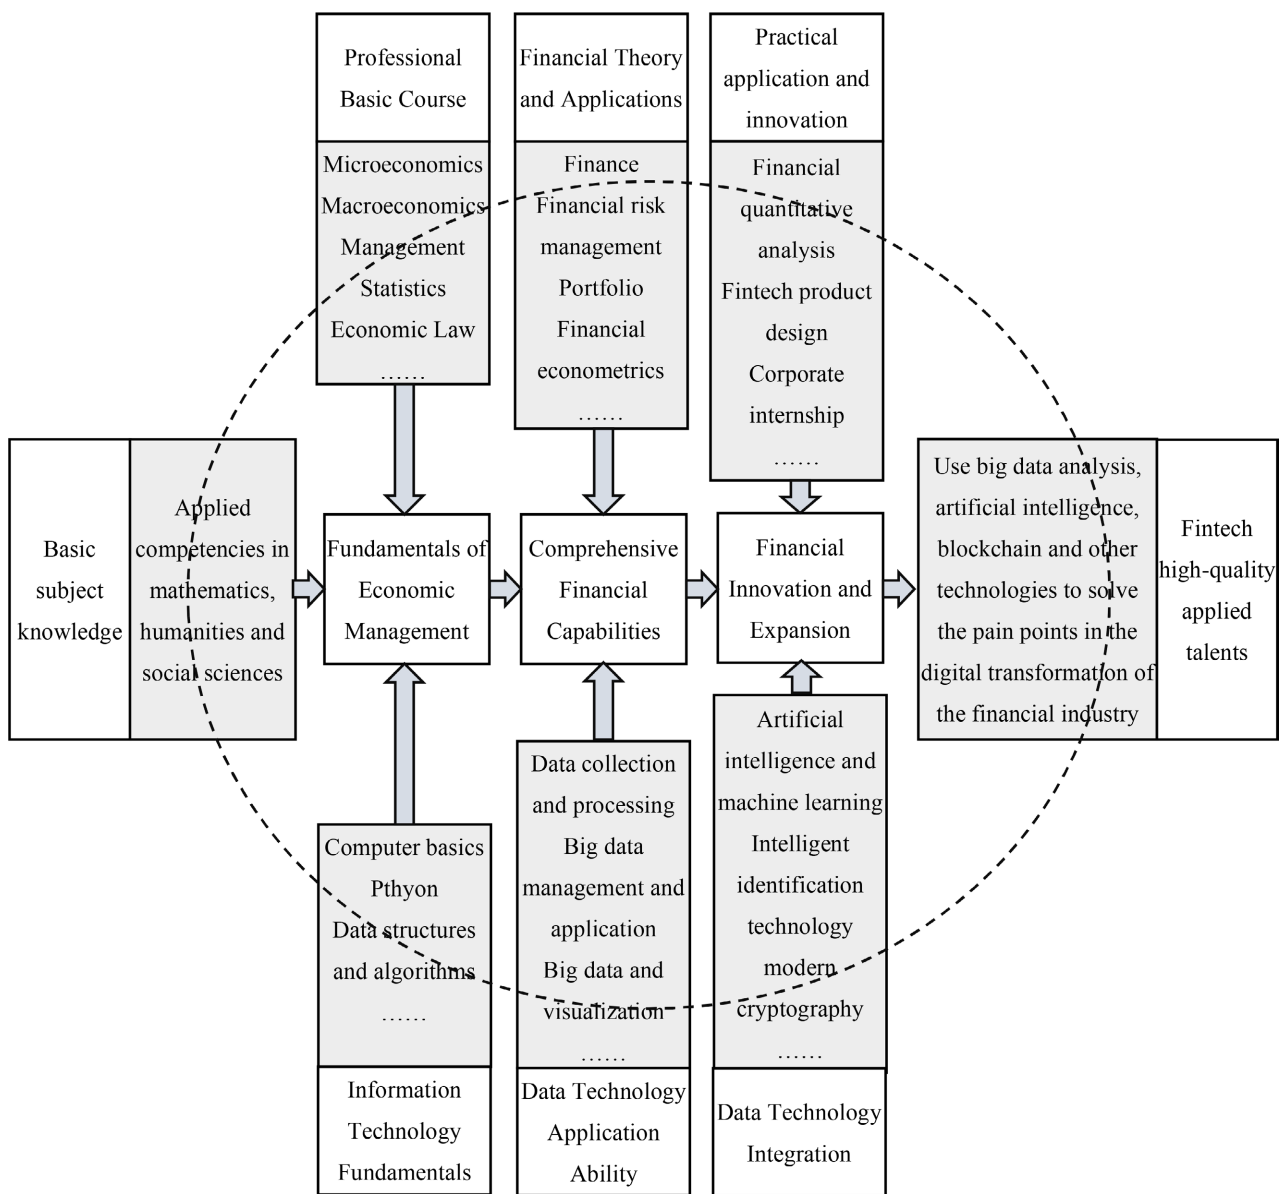 Professional
Basic Course
Microeconomics
Macroeconomics
Management
Statistics
Economic Law
......
Financial Theory
and Applications
Finance
Financial risk
management
Portfolio
Financial
econometrics
......
Practical
application and
innovation
Financial
quantitative
analysis
Fintech product
design
Corporate
internship
......
Basic
subject
knowledge
Applied
competencies in
mathematics,
humanities and
social sciences
Fundamentals of
Economic
Management
Comprehensive
Financial
Capabilities
Financial
Innovation and
Expansion
Use big data analysis,
artificial intelligence,
blockchain and other
technologies to solve
the pain points in the
digital transformation of
the financial industry
Fintech
high-quality
applied
talents
Computer basics
Pthyon
Data structures
and algorithms
......
Information
Technology
Fundamentals
Data collection
and processing
Big data
management and
application
Big data and
visualization
......
Data Technology
Application
Ability
Artificial
intelligence and
machine learning
Intelligent
identification
technology
modern
cryptography
......
Data Technology
Integration